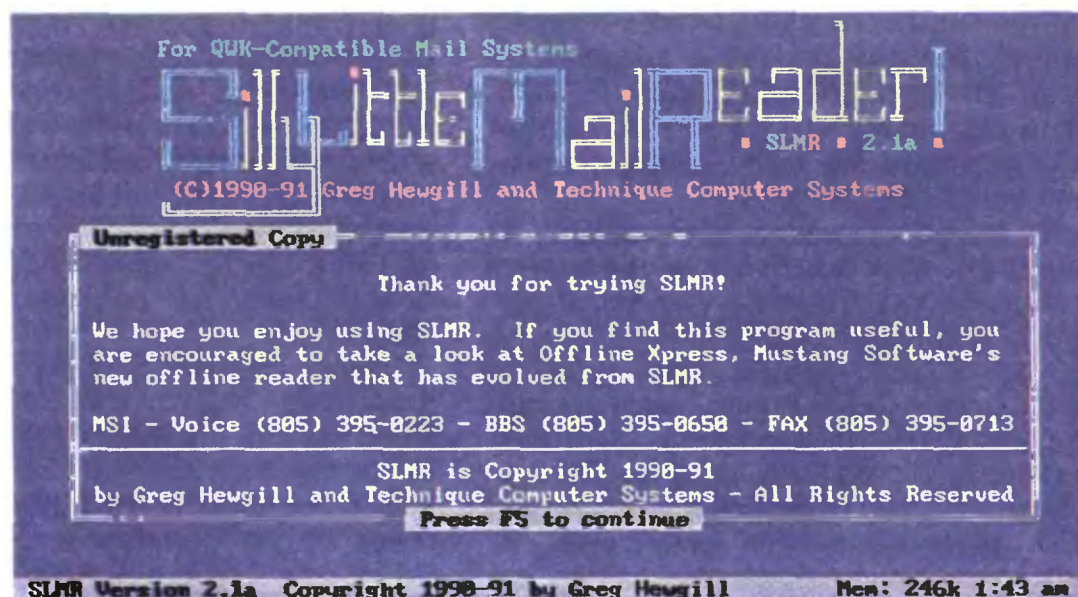 For QWK-Compatible Mail Systems
Silly Little Mail Reader!
▪ SLMR ▪ 2.1a ▪
(C)1990-91 Greg Hewgill and Technique Computer Systems
Unregistered Copy
Thank you for trying SLMR!
We hope you enjoy using SLMR. If you find this program useful, you
are encouraged to take a look at Offline Xpress, Mustang Software's
new offline reader that has evolved from SLMR.
MSI - Voice (805) 395-0223 - BBS (805) 395-0650 - FAX (805) 395-0713
SLMR is Copyright 1990-91
by Greg Hewgill and Technique Computer Systems - All Rights Reserved
Press F5 to continue
SLMR Version 2.1a Copyright 1990-91 by Greg Hewgill Mem: 246k 1:43 am